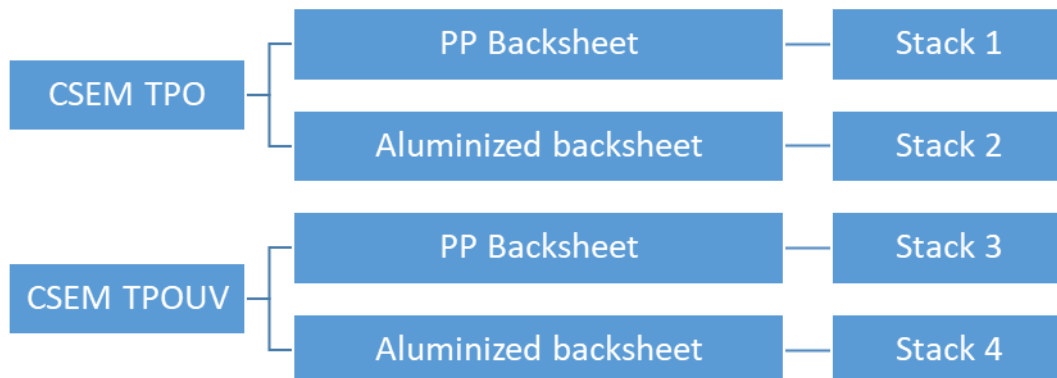 CSEM TPO
PP Backsheet
Stack 1
Aluminized backsheet
Stack 2
CSEM TPOUV
PP Backsheet
Stack 3
Aluminized backsheet
Stack 4